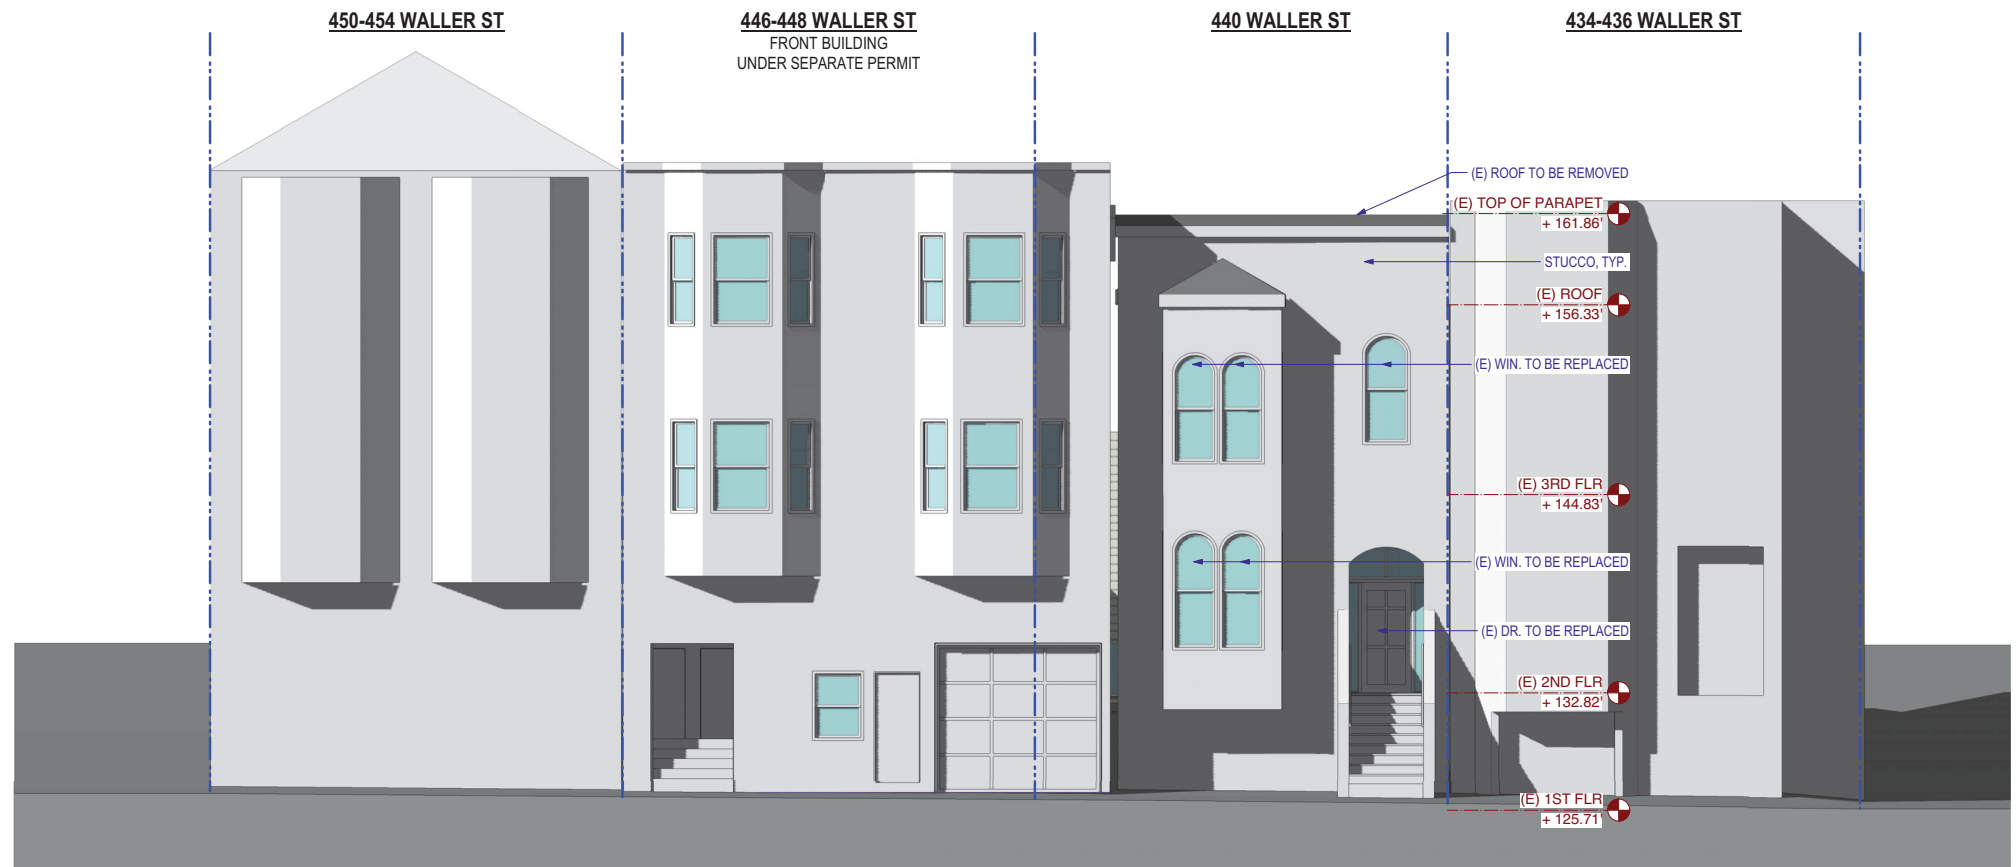 450-454 WALLER ST
446-448 WALLER ST
FRONT BUILDING
UNDER SEPARATE PERMIT
440 WALLER ST
434-436 WALLER ST
(E) ROOF TO BE REMOVED
(E) TOP OF PARAPET
+ 161.86'
STUCCO, TYP.
(E) ROOF
+ 156.33'
(E) WIN. TO BE REPLACED
(E) 3RD FLR
+ 144.83'
(E) WIN. TO BE REPLACED
(E) DR. TO BE REPLACED
(E) 2ND FLR
+ 132.82'
(E) 1ST FLR
+ 125.71'